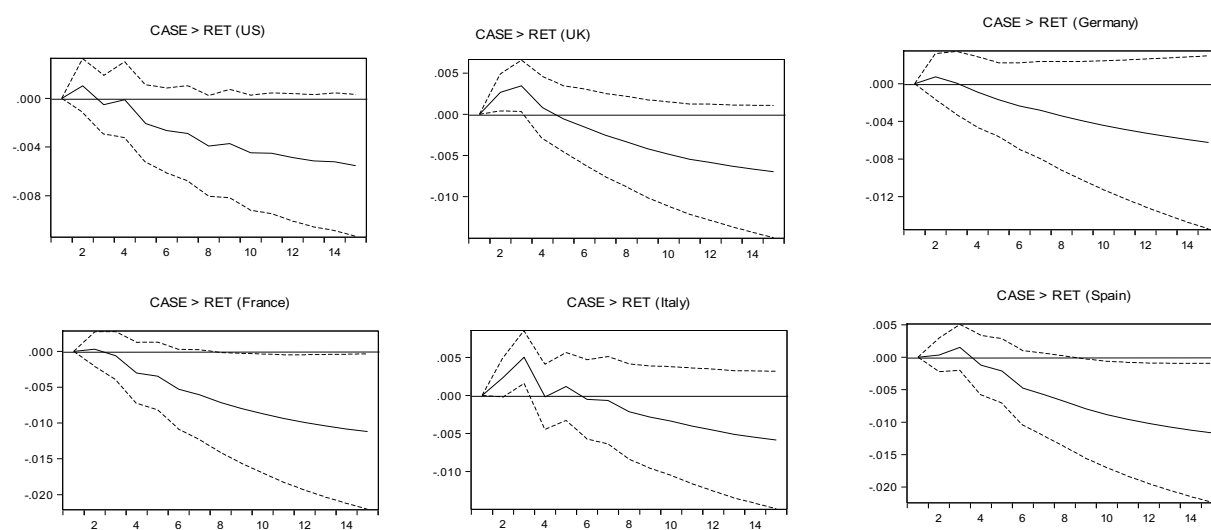 CASE > RET (US)
.000
-.004
-.008
2 4 6 8 10 12 14
CASE > RET (UK)
.005
.000
-.005
-.010
2 4 6 8 10 12 14
CASE > RET (Germany)
.000
-.004
-.008
-.012
2 4 6 8 10 12 14
CASE > RET (France)
.000
-.005
-.010
-.015
-.020
2 4 6 8 10 12 14
CASE > RET (Italy)
.005
.000
-.005
-.010
2 4 6 8 10 12 14
CASE > RET (Spain)
.005
.000
-.005
-.010
-.015
-.020
2 4 6 8 10 12 14